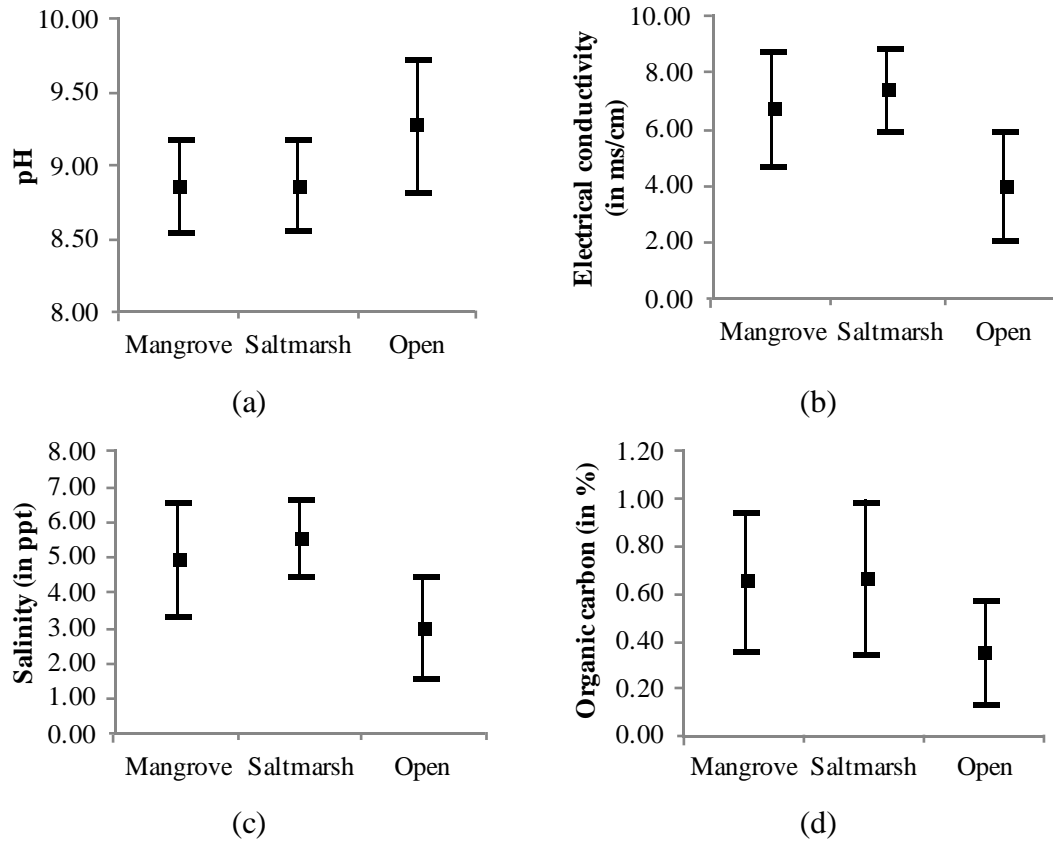 pH
10.00
9.50
9.00
8.50
8.00
Mangrove Saltmarsh Open
(a)
Electrical conductivity
(in ms/cm)
10.00
8.00
6.00
4.00
2.00
0.00
Mangrove Saltmarsh Open
(b)
Salinity (in ppt)
8.00
7.00
6.00
5.00
4.00
3.00
2.00
1.00
0.00
Mangrove Saltmarsh Open
(c)
Organic carbon (in %)
1.20
1.00
0.80
0.60
0.40
0.20
0.00
Mangrove Saltmarsh Open
(d)